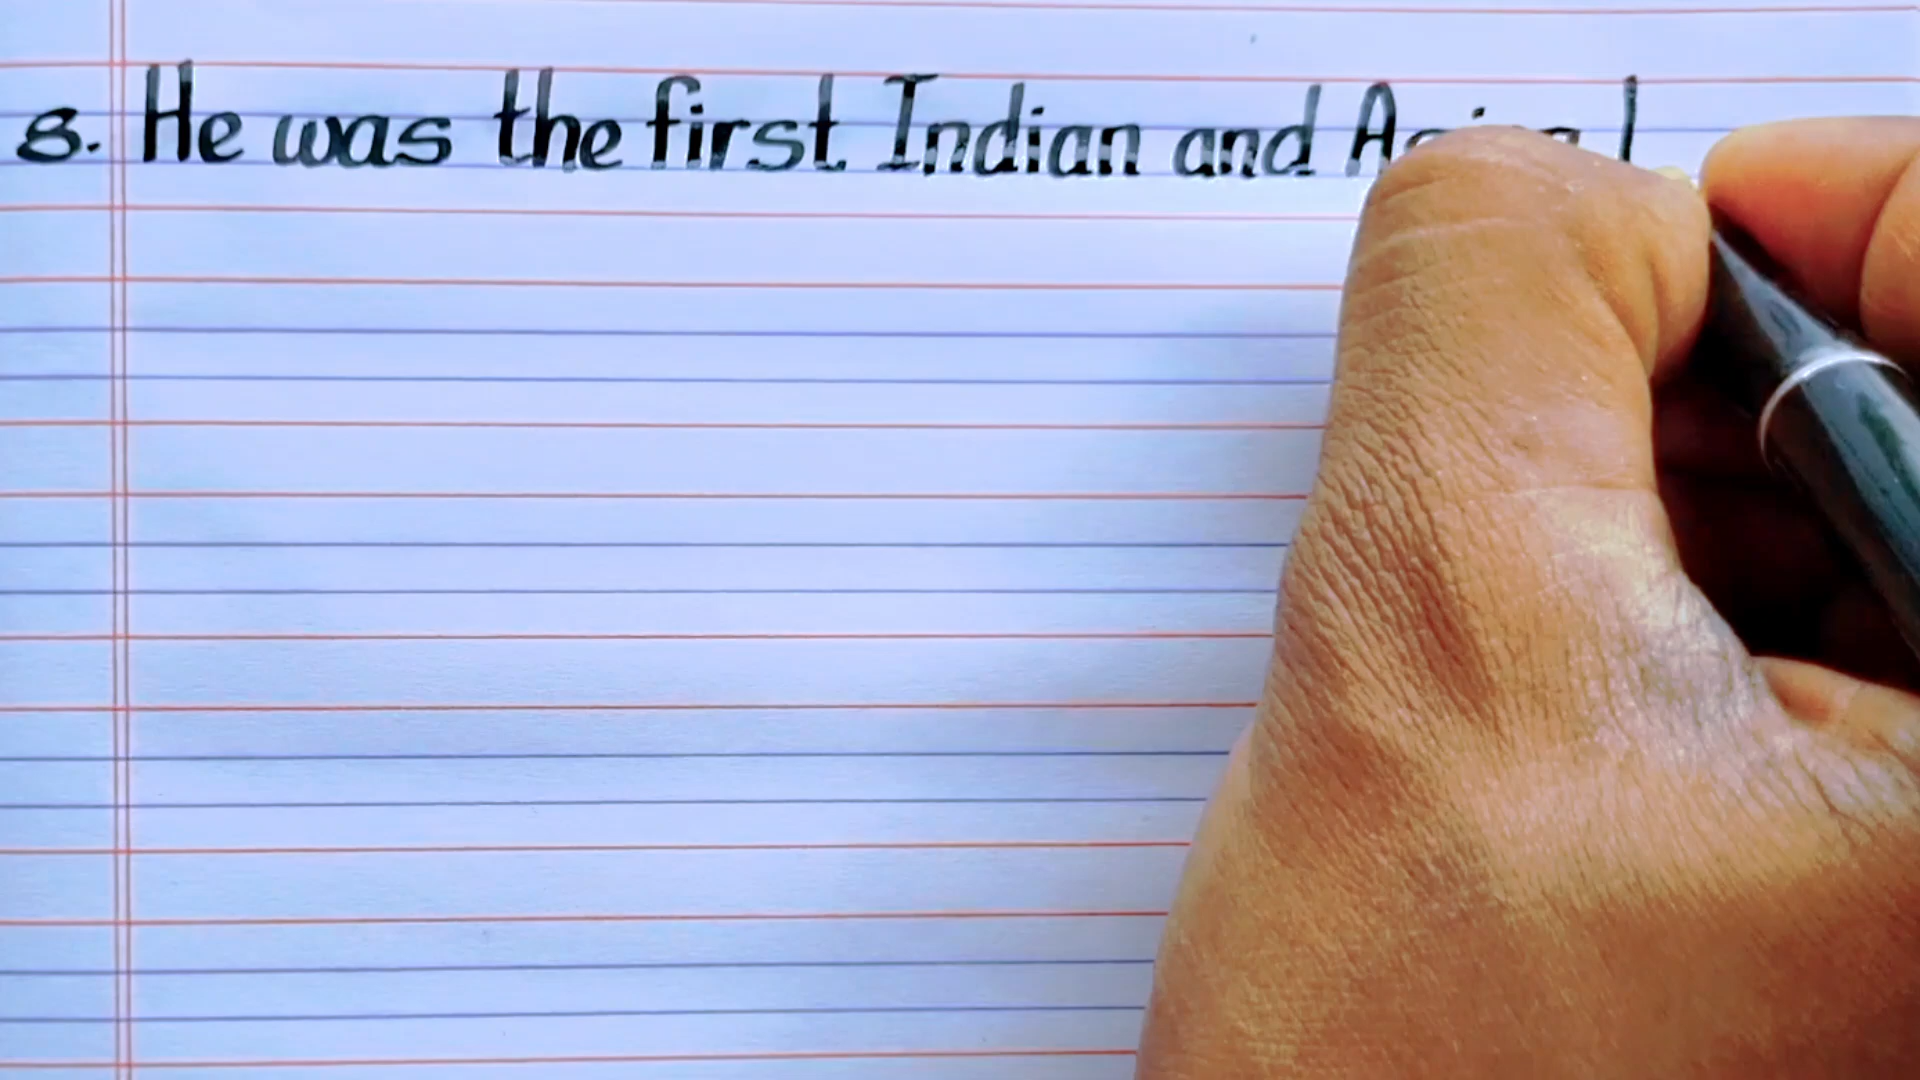 8. He was the first Indian and